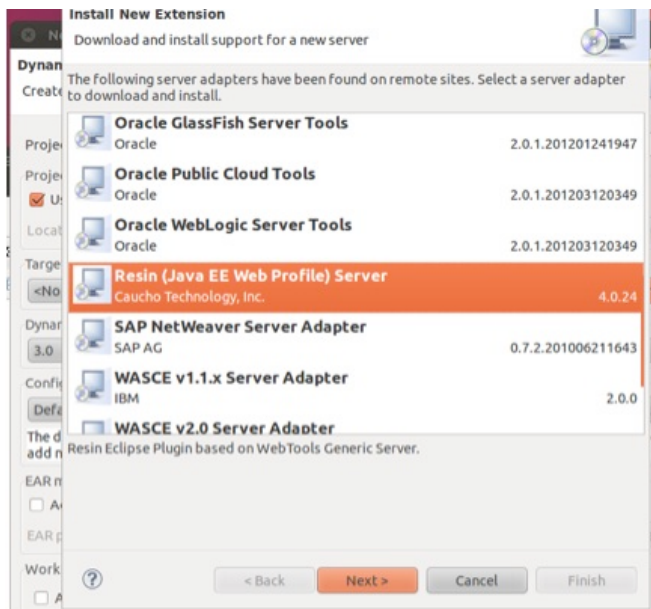 Install New Extension
Download and install support for a new server
The following server adapters have been found on remote sites. Select a server adapter
to download and install.
Oracle GlassFish Server Tools
Oracle 2.0.1.201201241947
Oracle Public Cloud Tools
Oracle 2.0.1.201203120349
Oracle WebLogic Server Tools
Oracle 2.0.1.201203120349
Resin (Java EE Web Profile) Server
Caucho Technology, Inc. 4.0.24
SAP NetWeaver Server Adapter
SAP AG 0.7.2.201006211643
WASCE v1.1.x Server Adapter
IBM 2.0.0
WASCE v2.0 Server Adapter
Resin Eclipse Plugin based on WebTools Generic Server.
< Back Next > Cancel Finish
Dynan
Create
Proje
Proje
Locat
Targe
<No
Dynar
3.0
Config
Defa
The d
add n
EAR m
EAR p
Work